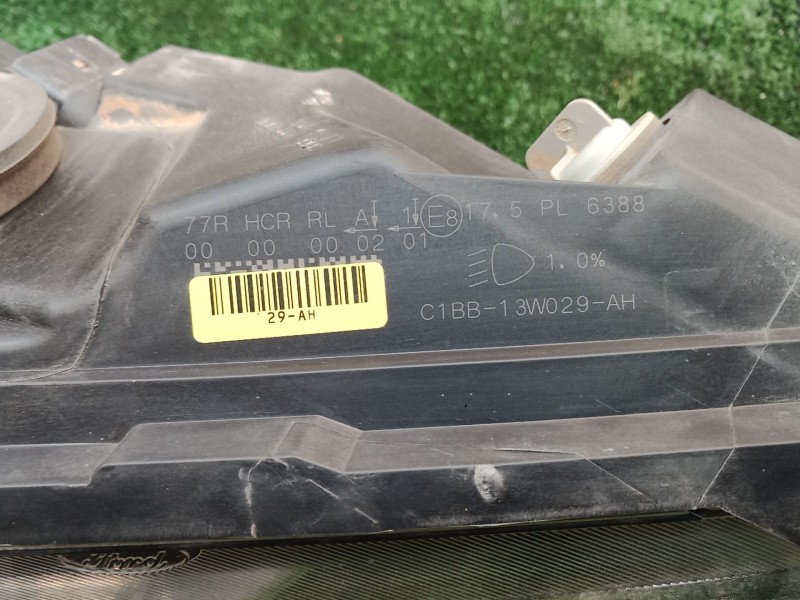 77R HCR RL A 1 E8 17.5 PL 6388
00 00 00 02 01
1.0%
29-AH
C1BB-13W029-AH
Ford